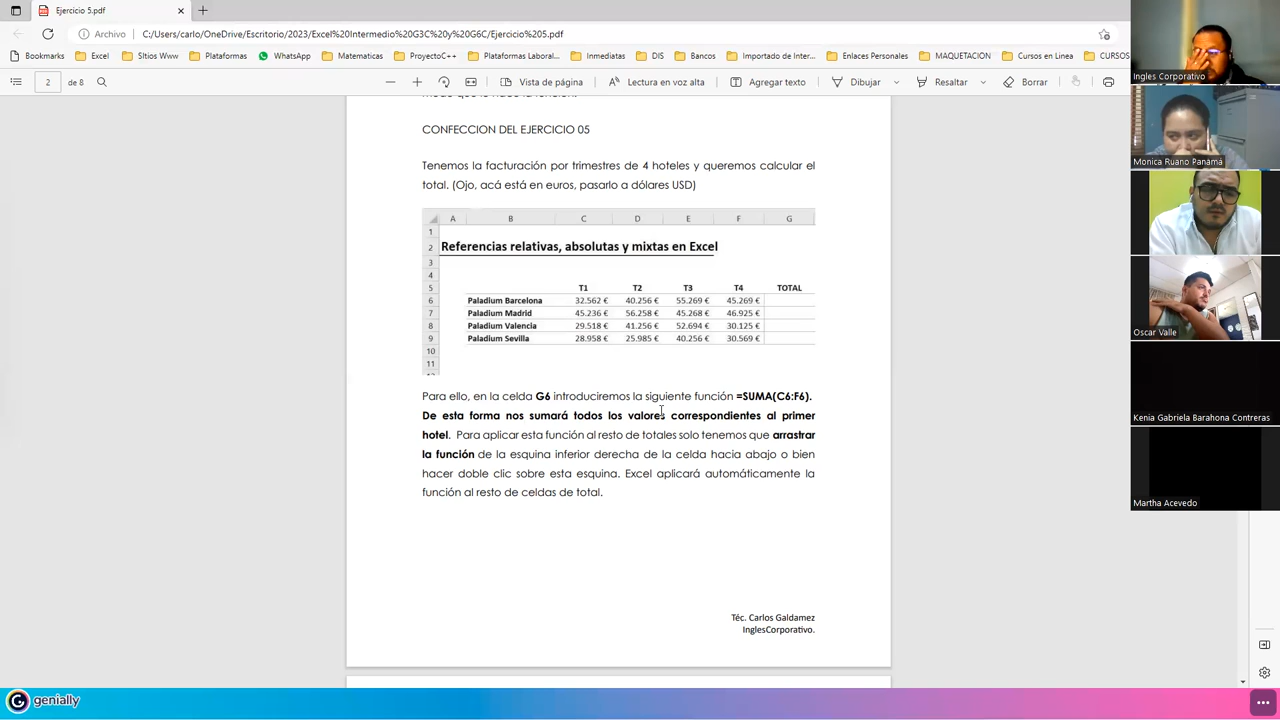 Ejercicio 5.pdf
Archivo
C:/Users/carlo/OneDrive/Escritorio/2023/Excel%20Intermedio%20G3C%20y%20G6C/Ejercicio%205.pdf
Bookmarks Excel Sitios Www Plataformas WhatsApp Matematicas ProyectoC++ Plataformas Laboral... Inmediatas DIS Bancos Importado de Inter... Enlaces Personales MAQUETACION Cursos en Linea CURSOS
2 de 8 Vista de página Lectura en voz alta Agregar texto Dibujar Resaltar Borrar
CONFECCION DEL EJERCICIO 05
Tenemos la facturación por trimestres de 4 hoteles y queremos calcular el
total. (Ojo, acá está en euros, pasarlo a dólares USD)
A B C D E F G
1
2 Referencias relativas, absolutas y mixtas en Excel
3
4
5 T1 T2 T3 T4 TOTAL
6 Paladium Barcelona 32.562 € 40.256 € 55.269 € 45.269 €
7 Paladium Madrid 45.236 € 56.258 € 45.268 € 46.925 €
8 Paladium Valencia 29.518 € 41.256 € 52.694 € 30.125 €
9 Paladium Sevilla 28.958 € 25.985 € 40.256 € 30.569 €
10
11
Para ello, en la celda G6 introduciremos la siguiente función =SUMA(C6:F6).
De esta forma nos sumará todos los valores correspondientes al primer
hotel. Para aplicar esta función al resto de totales solo tenemos que arrastrar
la función de la esquina inferior derecha de la celda hacia abajo o bien
hacer doble clic sobre esta esquina. Excel aplicará automáticamente la
función al resto de celdas de total.
Téc. Carlos Galdamez
InglesCorporativo.
Ingles Corporativo
Monica Ruano Panamá
Oscar Valle
Kenia Gabriela Barahona Contreras
Martha Acevedo
genially